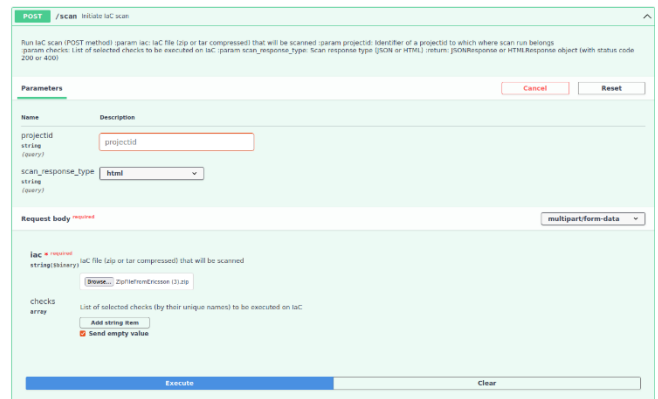 POST /scan Initiate IaC scan
Run IaC scan (POST method) :param iac: IaC file (zip or tar compressed) that will be scanned :param projectid: Identifier of a projectid to which where scan run belongs
:param checks: List of selected checks to be executed on IaC :param scan_response_type: Scan response type (JSON or HTML) :return: JSONResponse or HTMLResponse object (with status code
200 or 400)
Parameters Cancel Reset
Name Description
projectid
string
(query)
projectid
scan_response_type
string
(query)
html
Request body required multipart/form-data
iac * required
string($binary)
IaC file (zip or tar compressed) that will be scanned
Browse... ZipFileFromEricsson (3).zip
checks
array
List of selected checks (by their unique names) to be executed on IaC
Add string item
Send empty value
Execute Clear